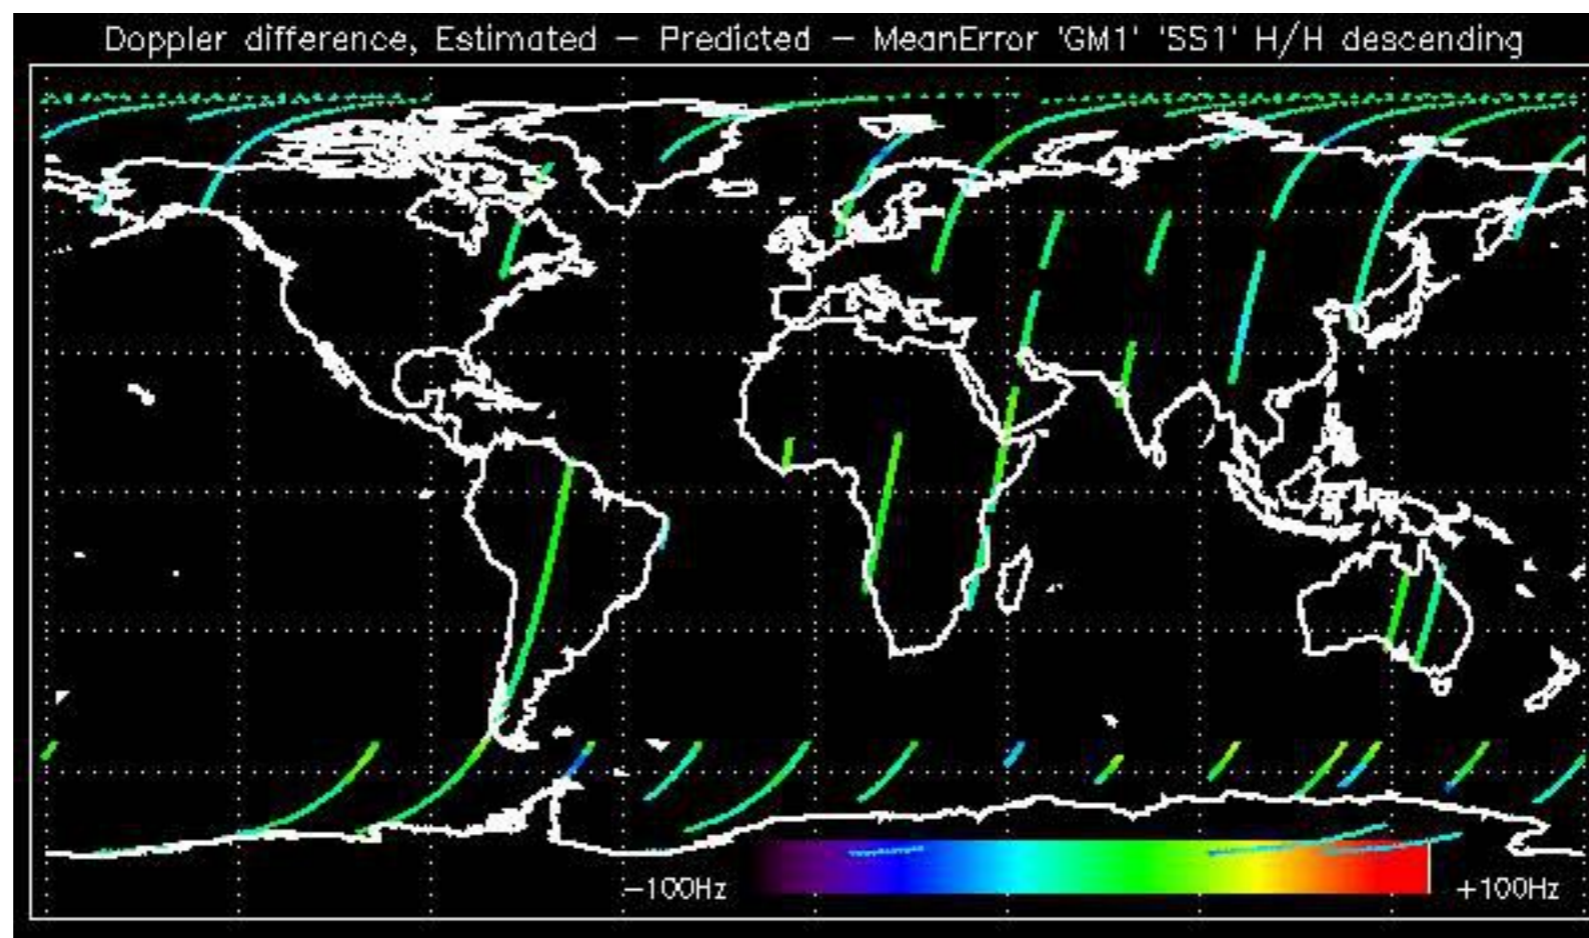 Doppler difference, Estimated – Predicted – MeanError 'GM1' 'SS1' H/H descending
-100Hz
+100Hz